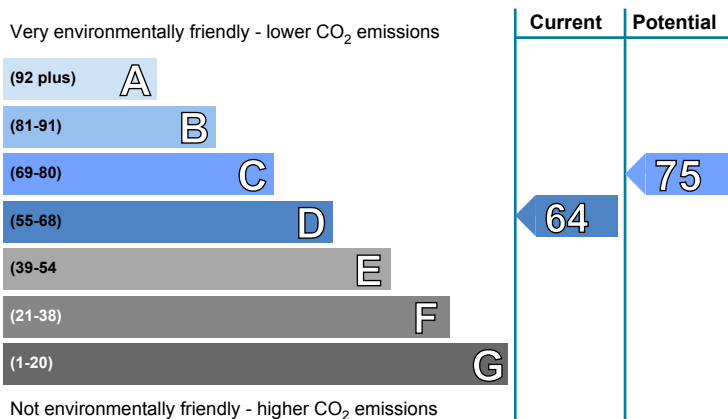 Very environmentally friendly - lower CO2 emissions
Current
Potential
(92 plus) A
(81-91) B
(69-80) C
75
(55-68) D
64
(39-54 E
(21-38) F
(1-20) G
Not environmentally friendly - higher CO2 emissions